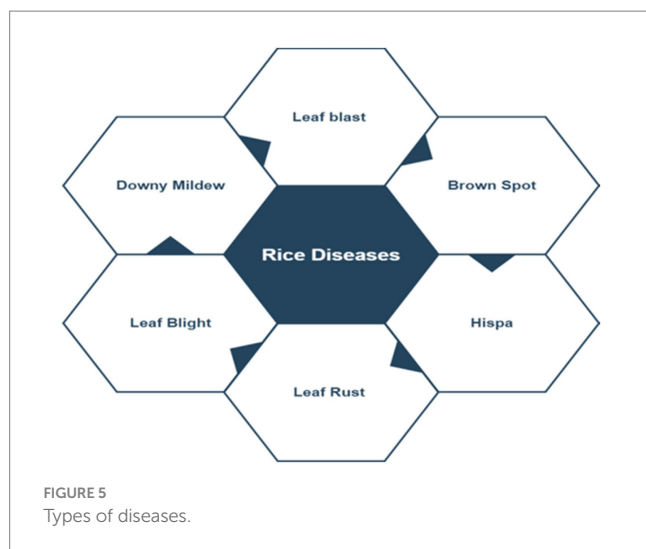 Leaf blast
Downy Mildew
Brown Spot
Rice Diseases
Leaf Blight
Hispa
Leaf Rust
FIGURE 5
Types of diseases.